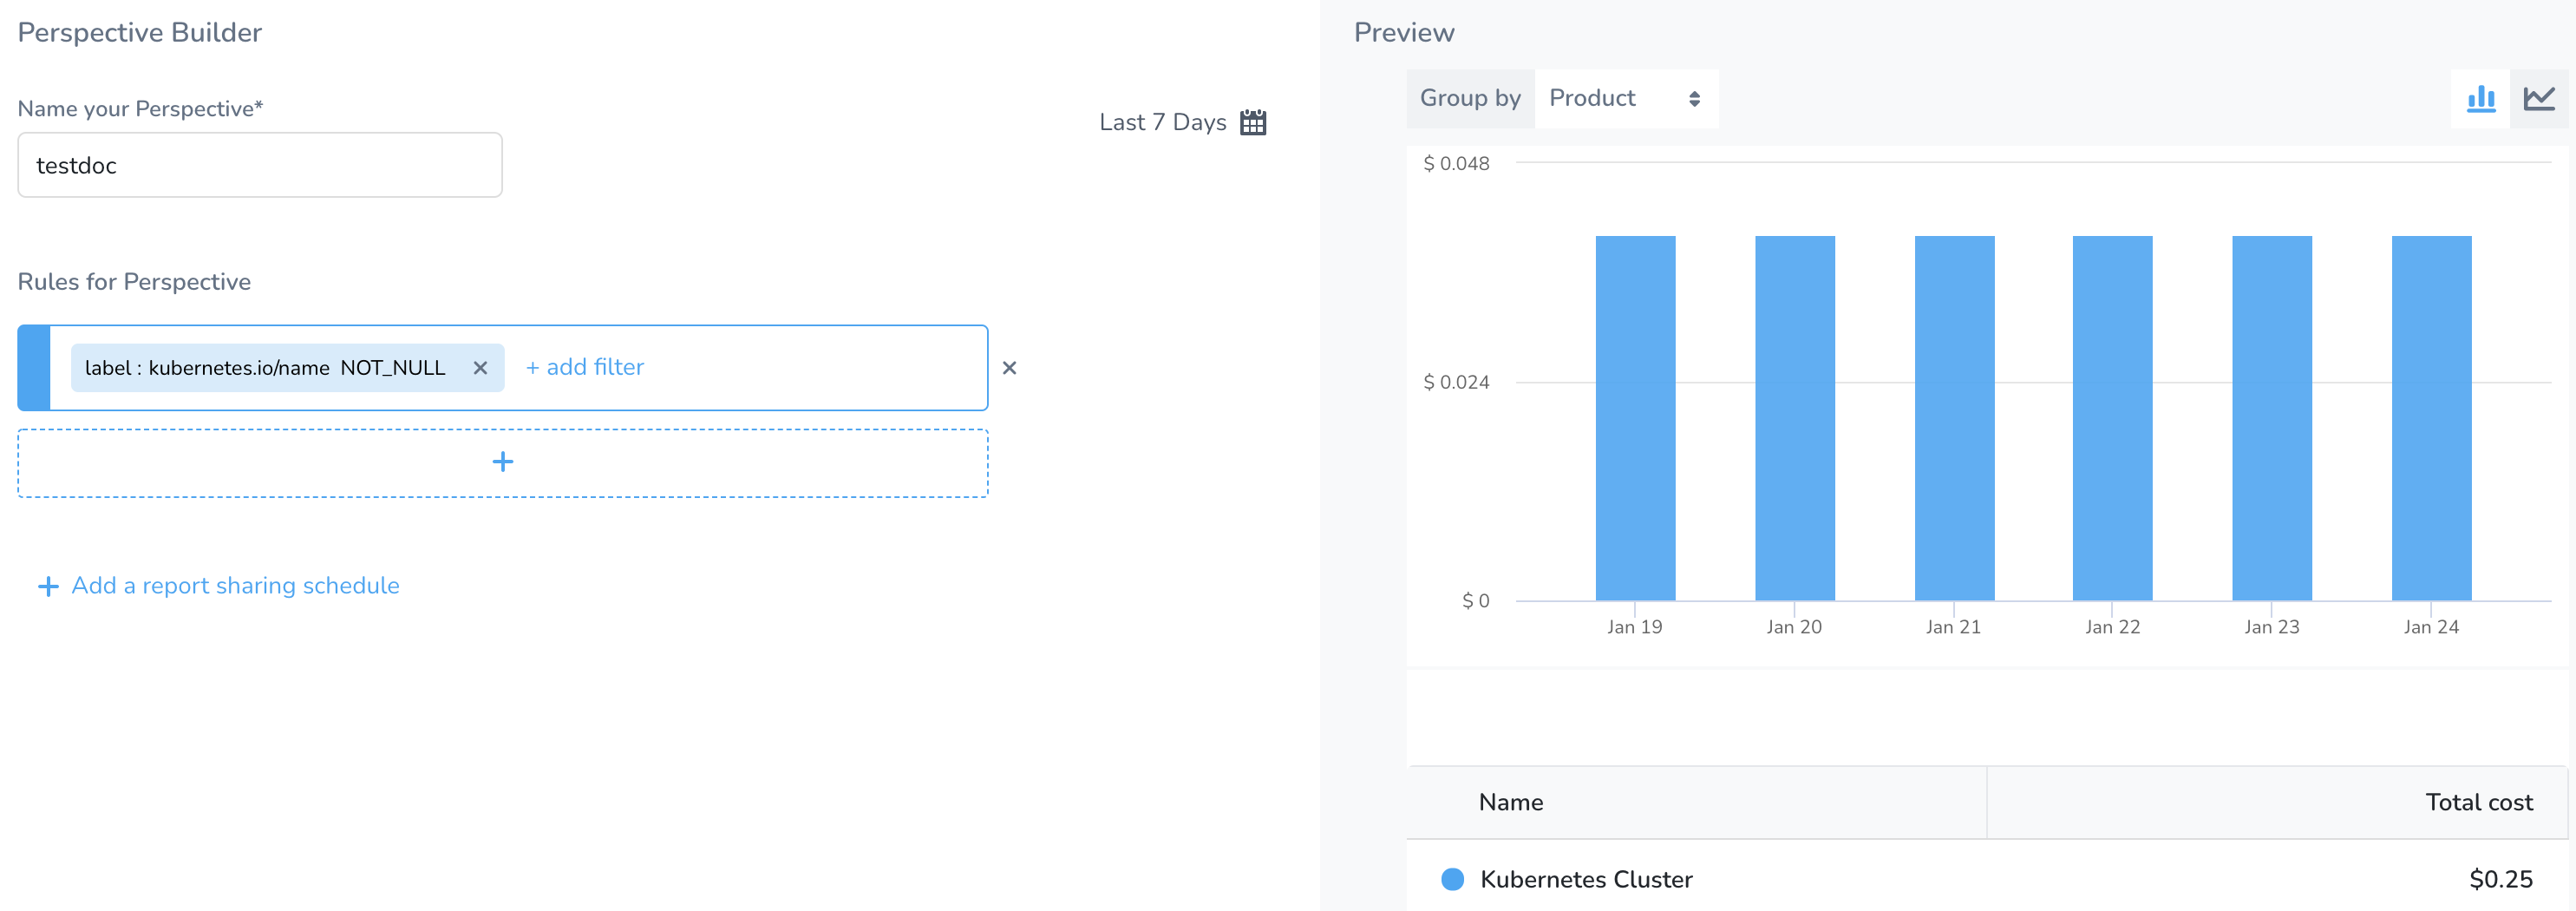 Perspective Builder
Name your Perspective*
Last 7 Days
testdoc
Rules for Perspective
label : kubernetes.io/name NOT_NULL
+ add filter
+
+ Add a report sharing schedule
Preview
Group by Product
$ 0.048
$ 0.024
$ 0
Jan 19 Jan 20 Jan 21 Jan 22 Jan 23 Jan 24
Name Total cost
Kubernetes Cluster $0.25